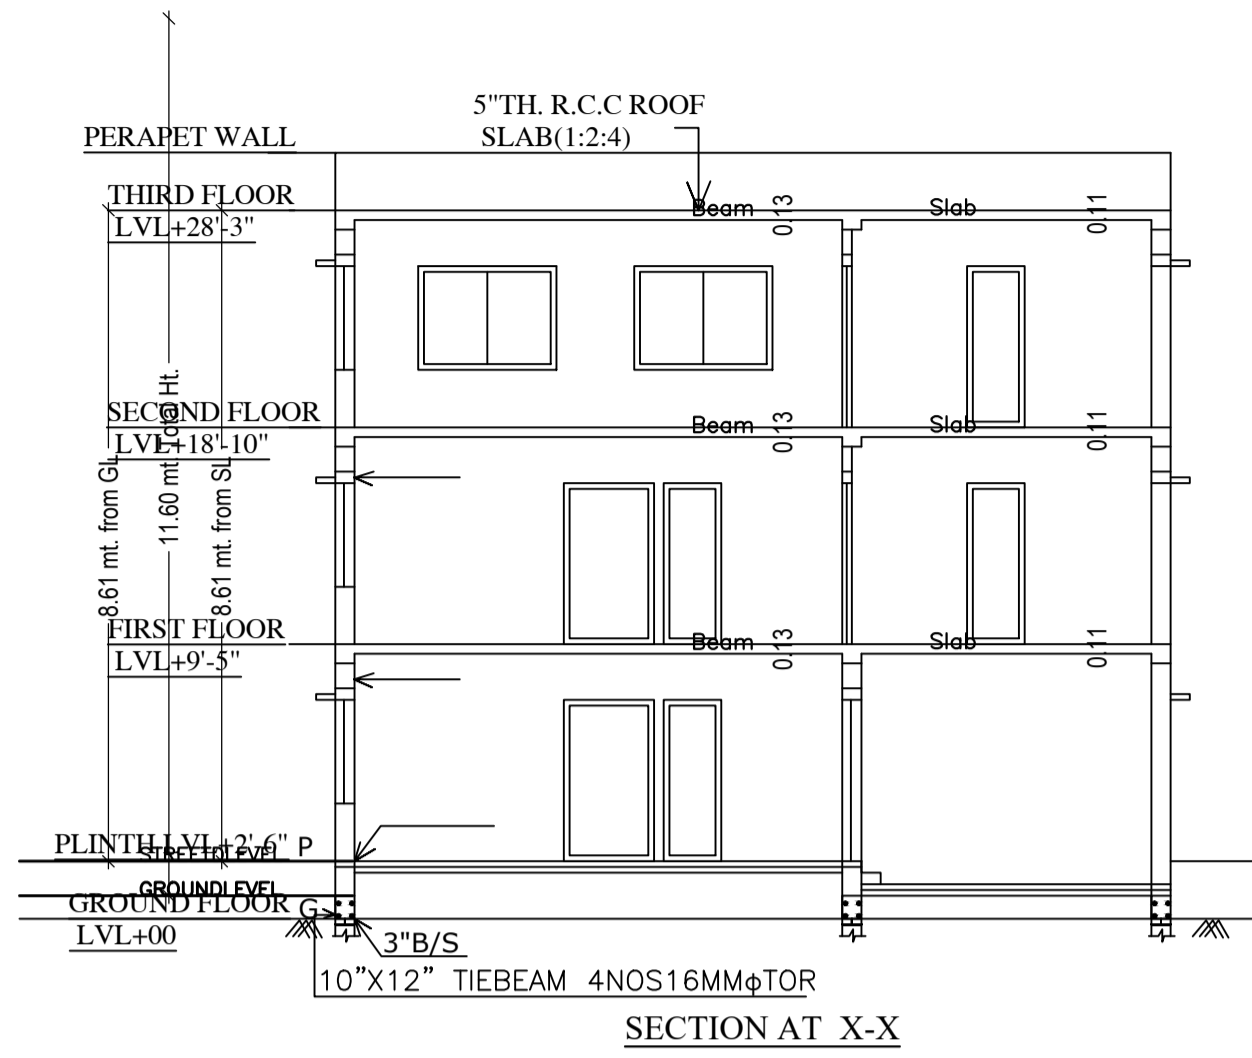 5"TH. R.C.C ROOF
SLAB(1:2:4)
PERAPET WALL
THIRD FLOOR
LVL+28'-3"
Beam
0.13
Slab
0.11
11.60 mt. Total Ht.
SECOND FLOOR
LVL+18'-10"
Beam
0.13
Slab
0.11
8.61 mt. from GL
8.61 mt. from SL
FIRST FLOOR
LVL+9'-5"
Beam
0.13
Slab
0.11
PLINTH LVL+2'-6" P
STREETDLEVEL
GROUNDLEVEL
GROUND FLOOR G
LVL+00
3"B/S
10”X12” TIEBEAM 4NOS16MMϕTOR
SECTION AT X-X